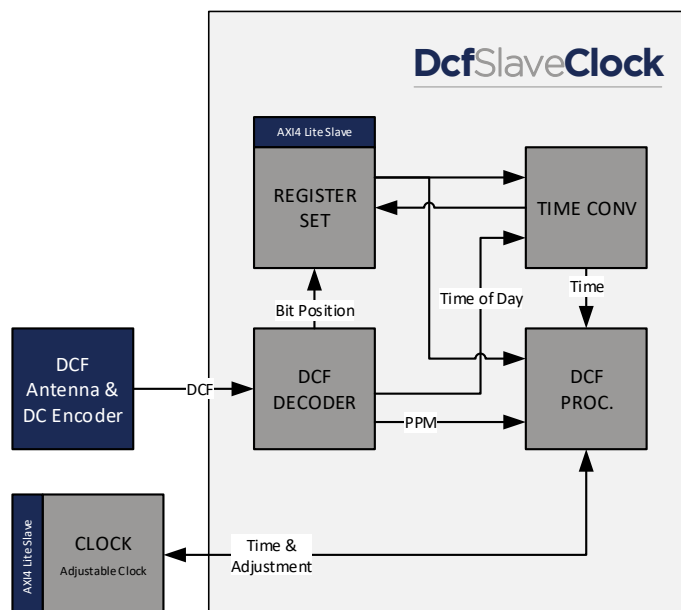 DcfSlaveClock
AXI4 Lite Slave
REGISTER
SET
TIME CONV
Bit Position
Time of Day
Time
DCF
Antenna &
DC Encoder
DCF
DCF
DECODER
PPM
DCF
PROC.
AXI4 Lite Slave
CLOCK
Adjustable Clock
Time &
Adjustment